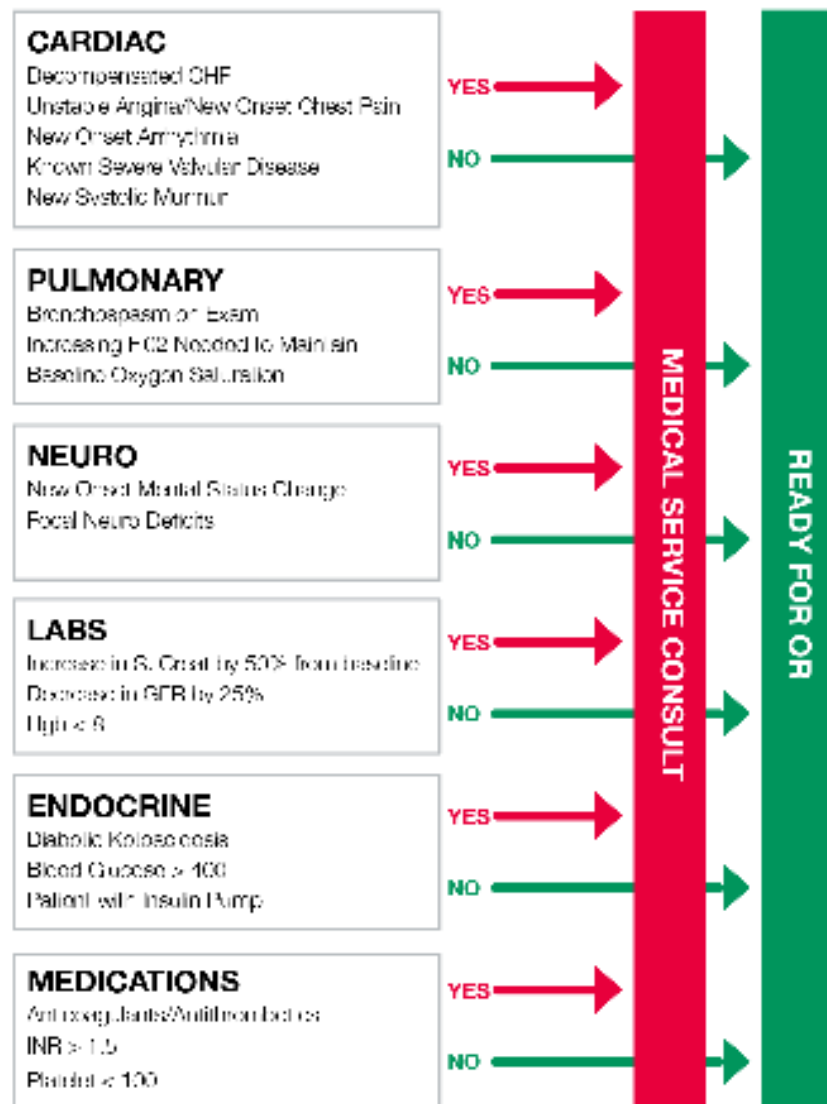 CARDIAC
Decompensated CHF
Unstable Angina/New Onset Chest Pain
New Onset Arrhythmia
Known Severe Valvular Disease
New Systolic Murmur
YES
NO
PULMONARY
Bronchospasm on Exam
Increasing FiO2 Needed to Maintain
Baseline Oxygen Saturation
YES
NO
NEURO
New Onset Mental Status Change
Focal Neuro Deficits
YES
NO
LABS
Increase in S. Creat by 50% from baseline
Decrease in GFR by 25%
Hgb <
YES
NO
ENDOCRINE
Diabetic Ketoacidosis
Blood Glucose > 400
Patient with Insulin Pump
YES
NO
MEDICATIONS
Anticoagulants/Antithrombotics
INR > 1.5
Platelet < 100
YES
NO
MEDICAL SERVICE CONSULT
READY FOR OR